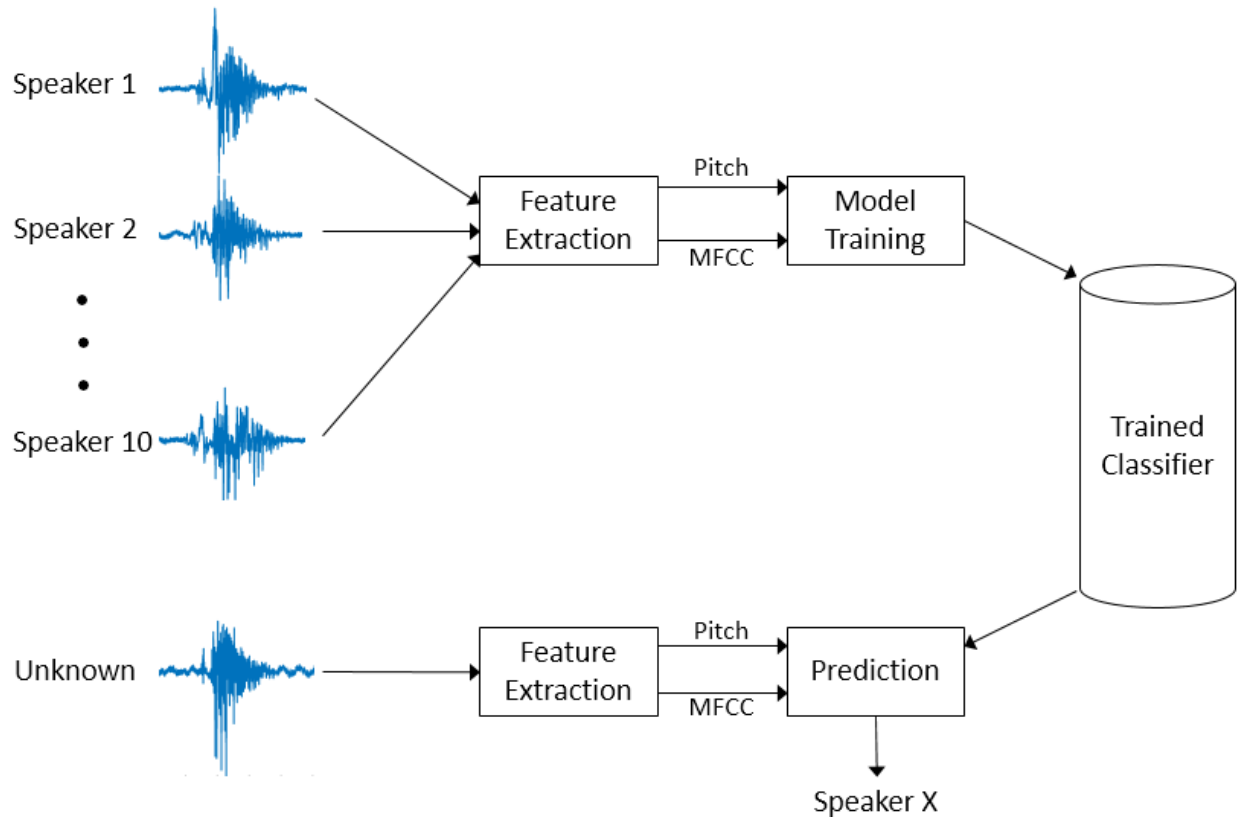 Speaker 1
Speaker 2
Speaker 10
Feature
Extraction
Pitch
MFCC
Model
Training
Trained
Classifier
Unknown
Feature
Extraction
Pitch
MFCC
Prediction
Speaker X